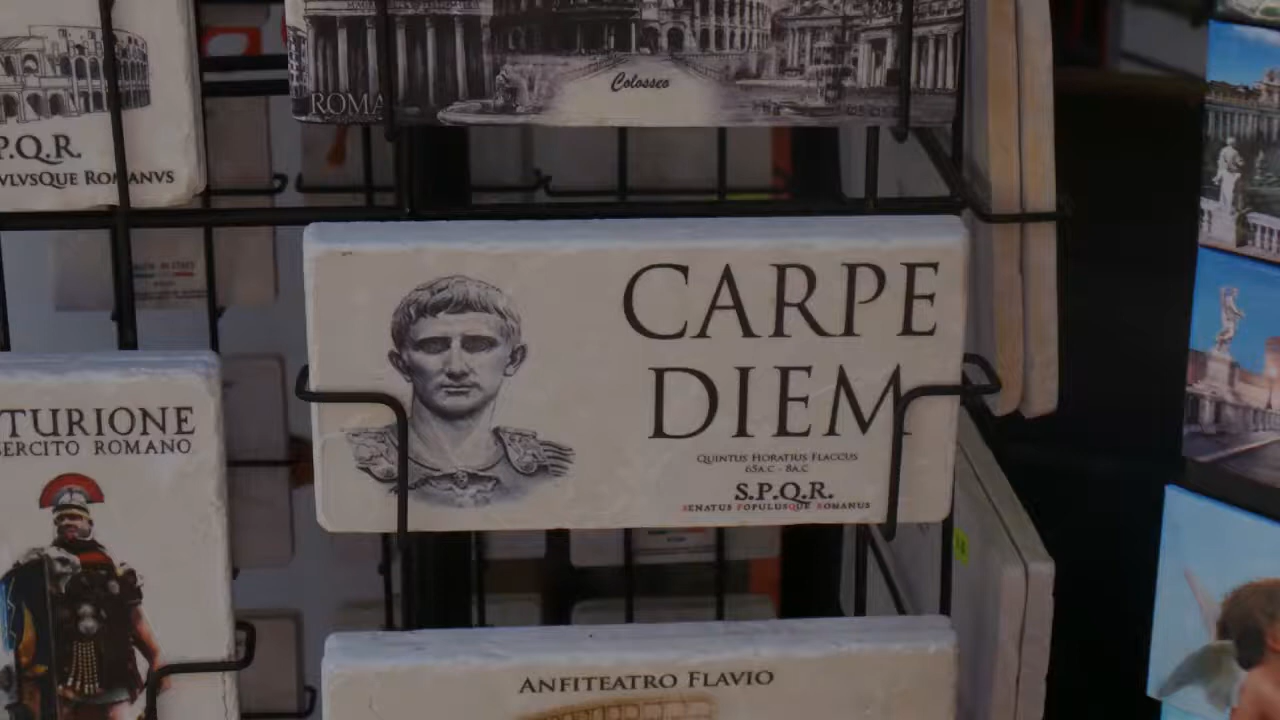 Colosseo
ROMA
P.Q.R.
VLVSQUE ROMANVS
CARPE
DIEM
QUINTUS HORATIUS FLACCUS
65A.C - 8A.C
S.P.Q.R.
SENATUS POPULUSQUE ROMANUS
TURIONE
SERCITO ROMANO
ANFITEATRO FLAVIO